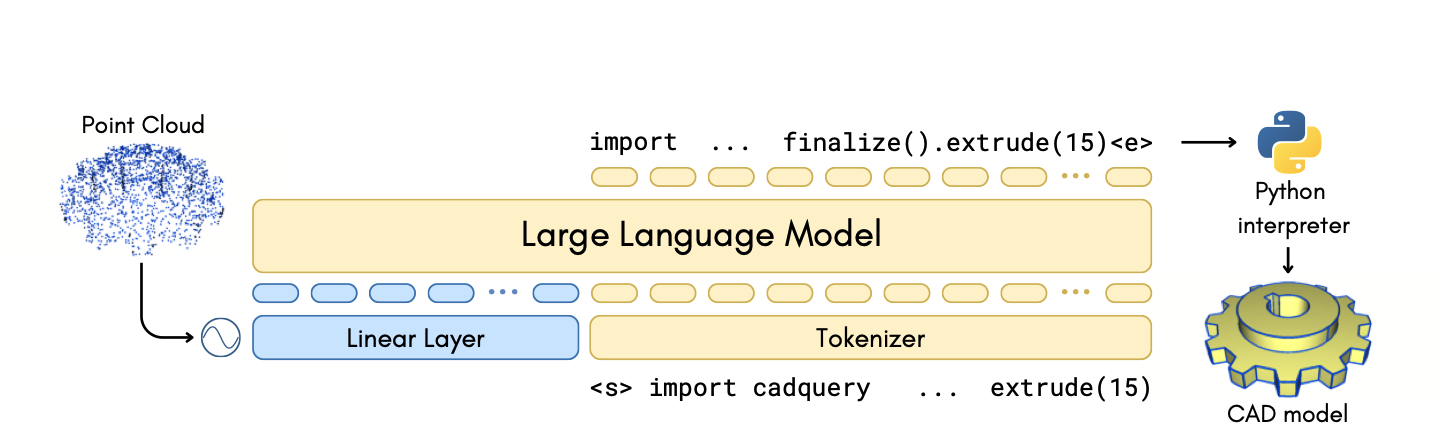 Point Cloud
import ... finalize().extrude(15)<e>
Python
interpreter
Large Language Model
Linear Layer
Tokenizer
<s> import cadquery ... extrude(15)
CAD model